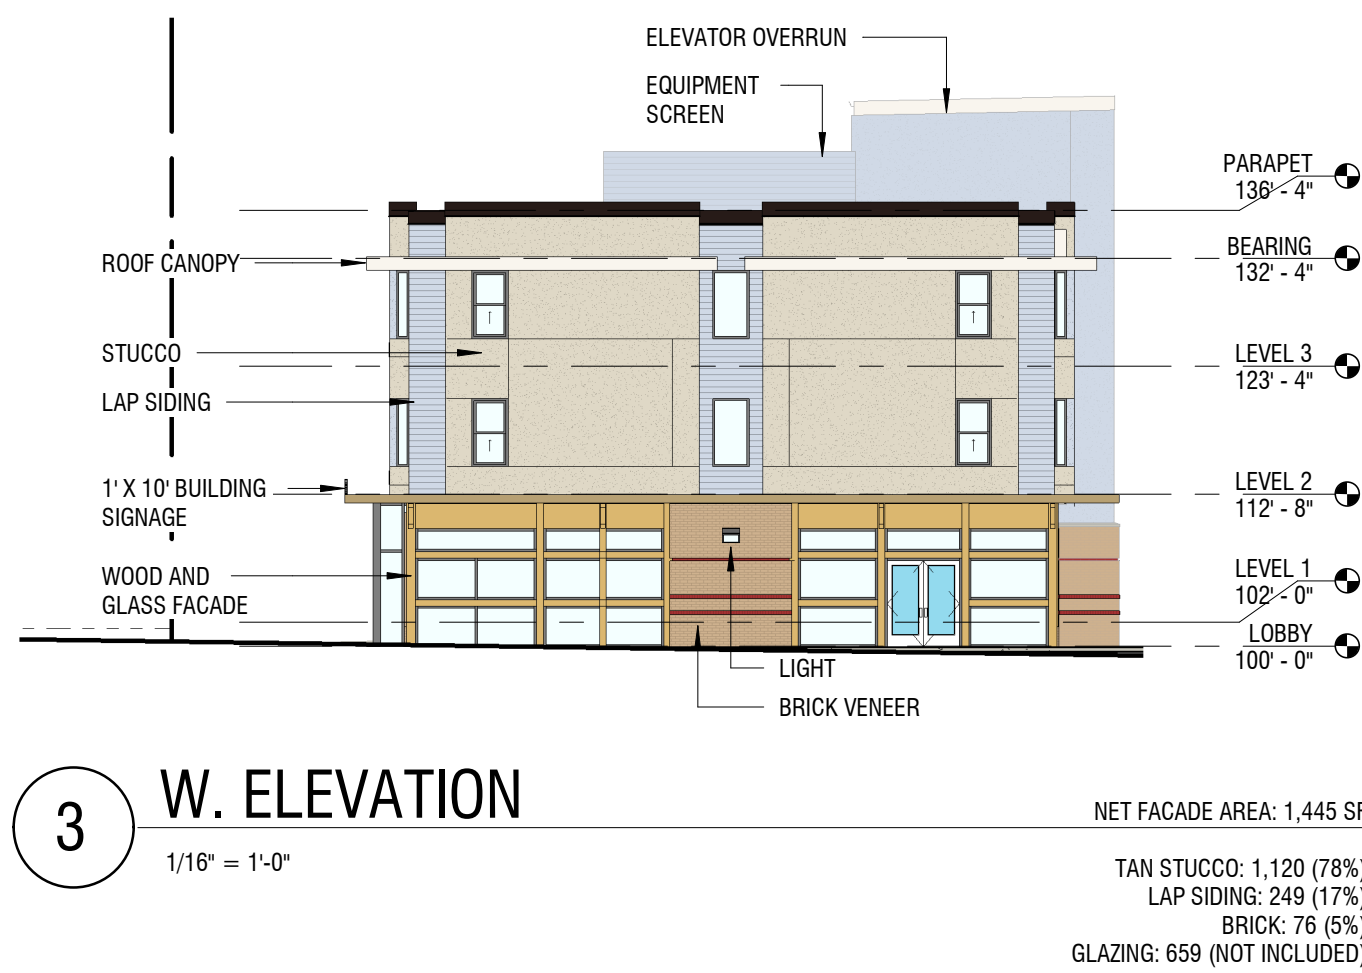 ELEVATOR OVERRUN
EQUIPMENT
SCREEN
PARAPET
136' - 4"
BEARING
132' - 4"
ROOF CANOPY
STUCCO
LEVEL 3
123' - 4"
LAP SIDING
1' X 10' BUILDING
SIGNAGE
LEVEL 2
112' - 8"
WOOD AND
GLASS FACADE
LEVEL 1
102' - 0"
LOBBY
100' - 0"
LIGHT
BRICK VENEER
3
W. ELEVATION
1/16" = 1'-0"
NET FACADE AREA: 1,445 SF
TAN STUCCO: 1,120 (78%)
LAP SIDING: 249 (17%)
BRICK: 76 (5%)
GLAZING: 659 (NOT INCLUDED)